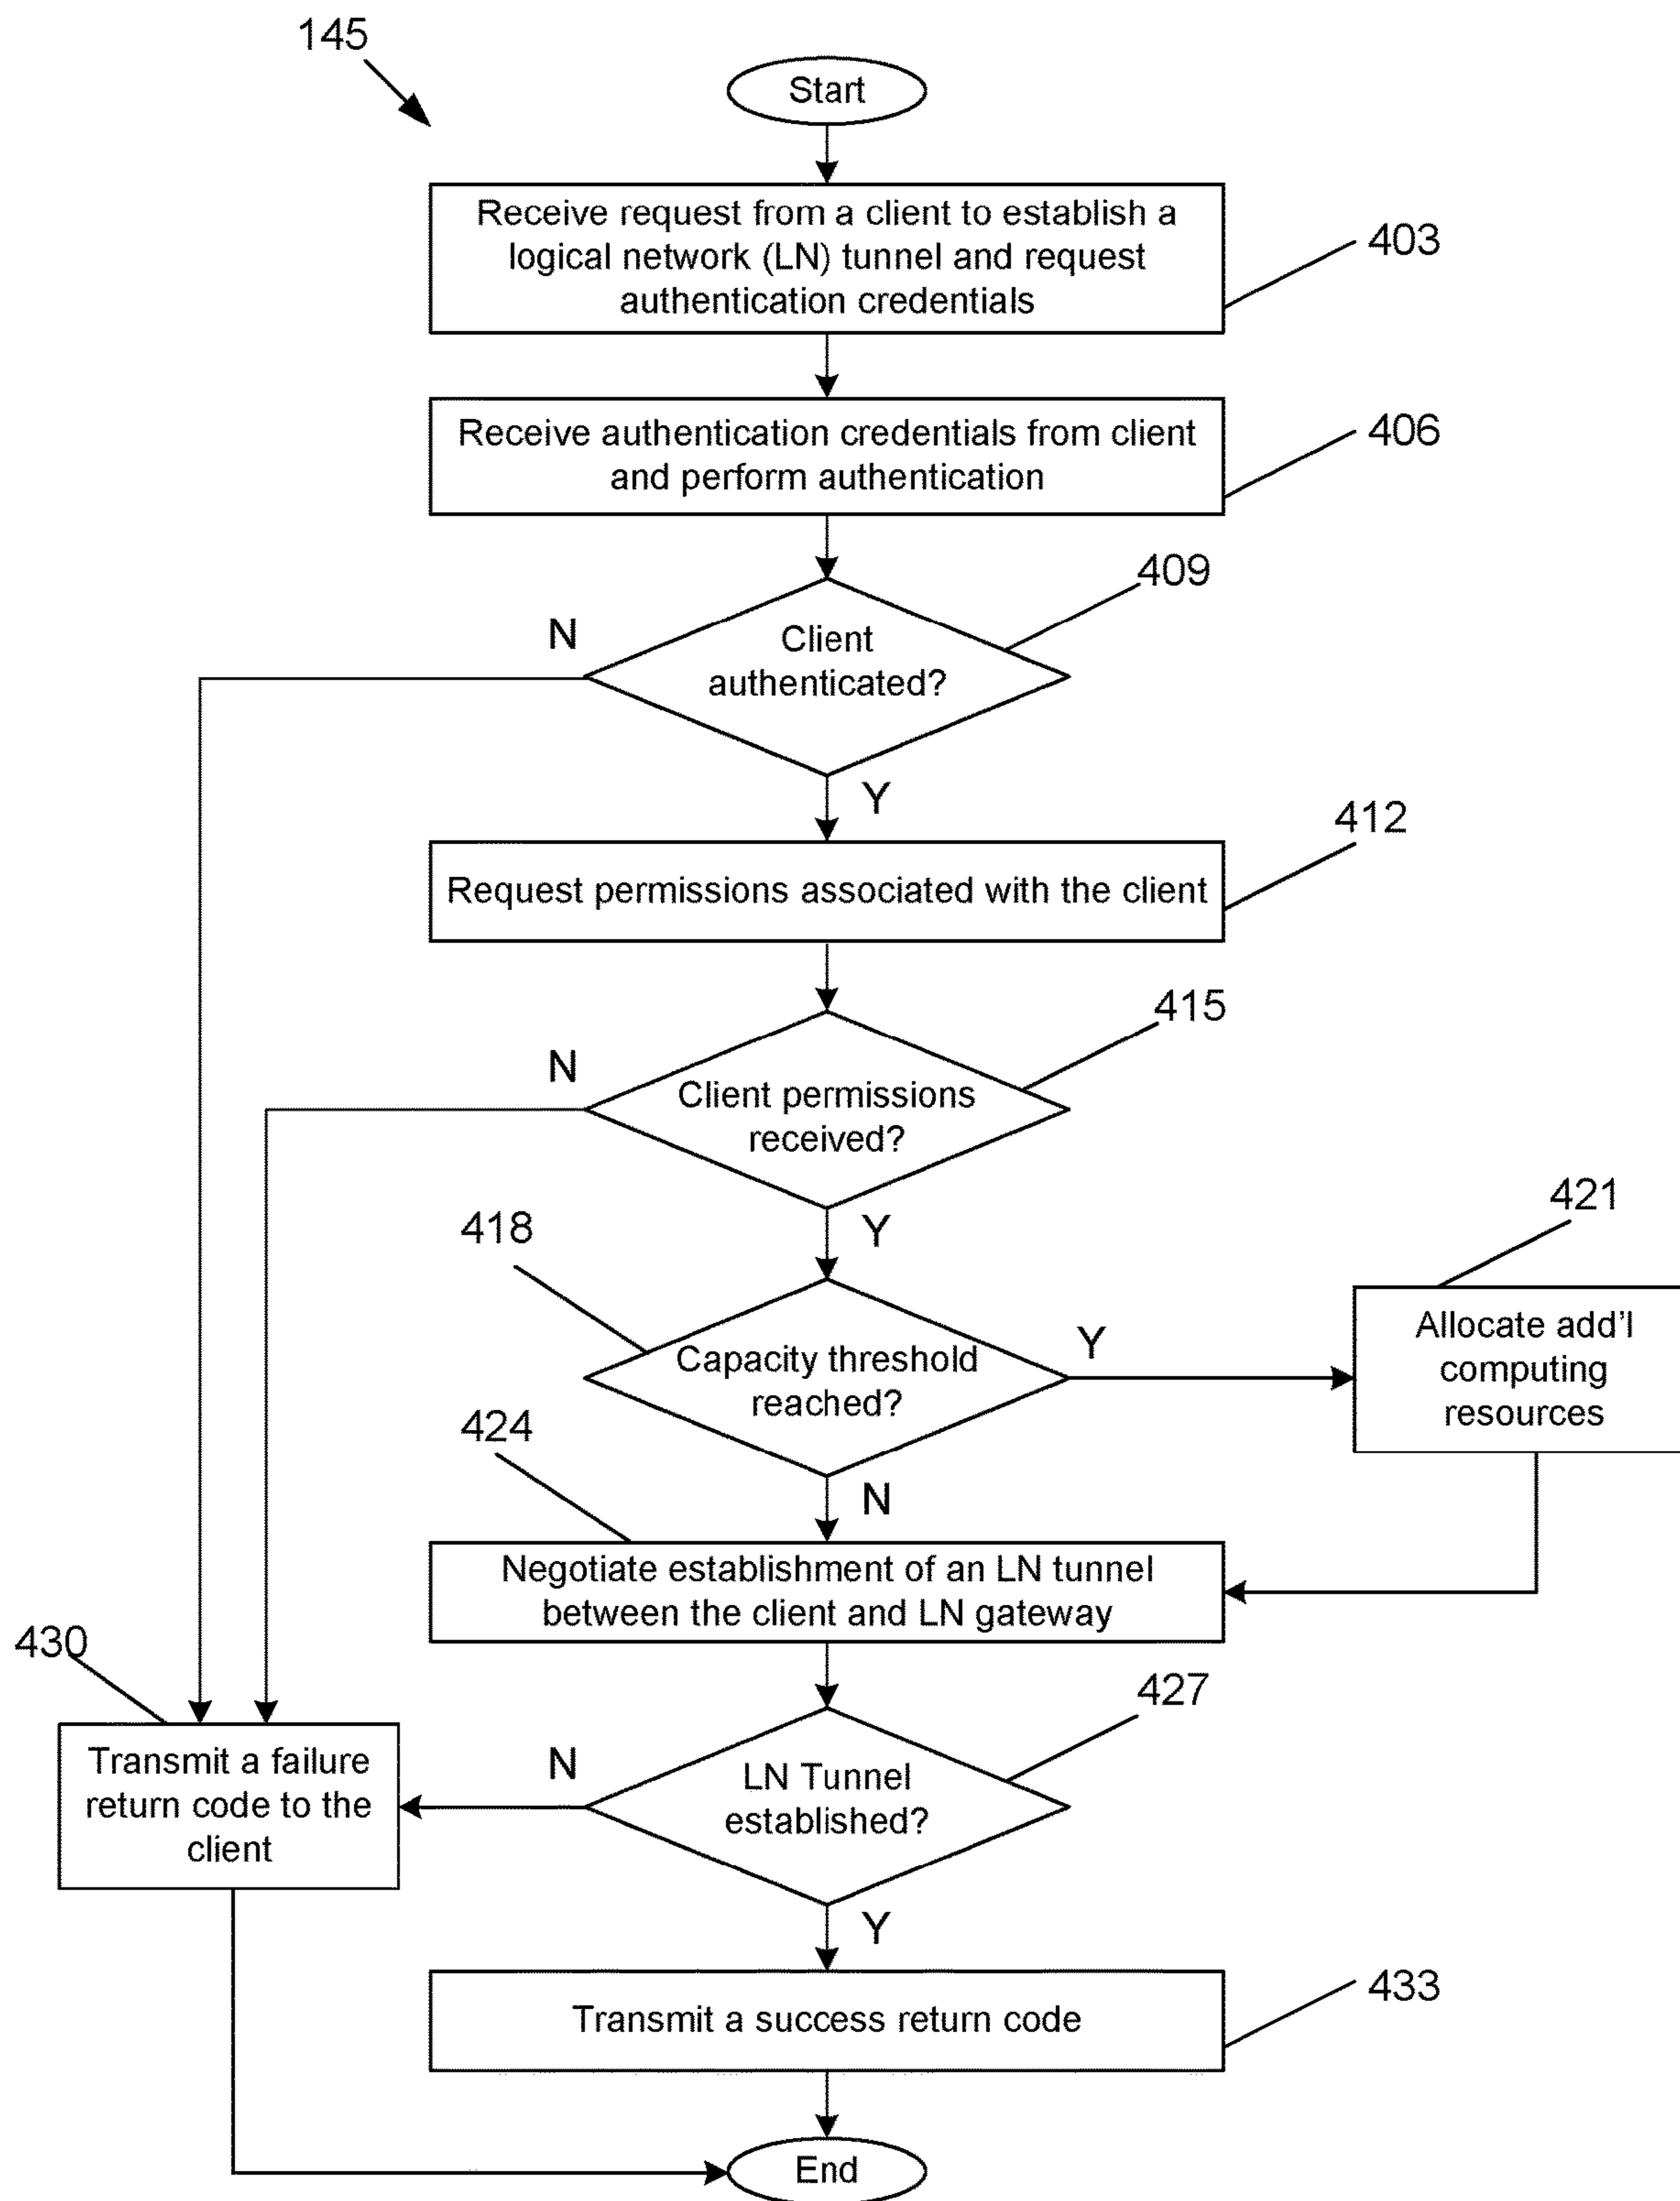 145
Start
Receive request from a client to establish a
logical network (LN) tunnel and request
authentication credentials
403
Receive authentication credentials from client
and perform authentication
406
409
N
Client
authenticated?
Y
412
Request permissions associated with the client
415
N
Client permissions
received?
Y
418
421
Capacity threshold
reached?
Y
Allocate add'l
computing
resources
424
N
Negotiate establishment of an LN tunnel
between the client and LN gateway
430
427
Transmit a failure
return code to the
client
N
LN Tunnel
established?
Y
433
Transmit a success return code
End